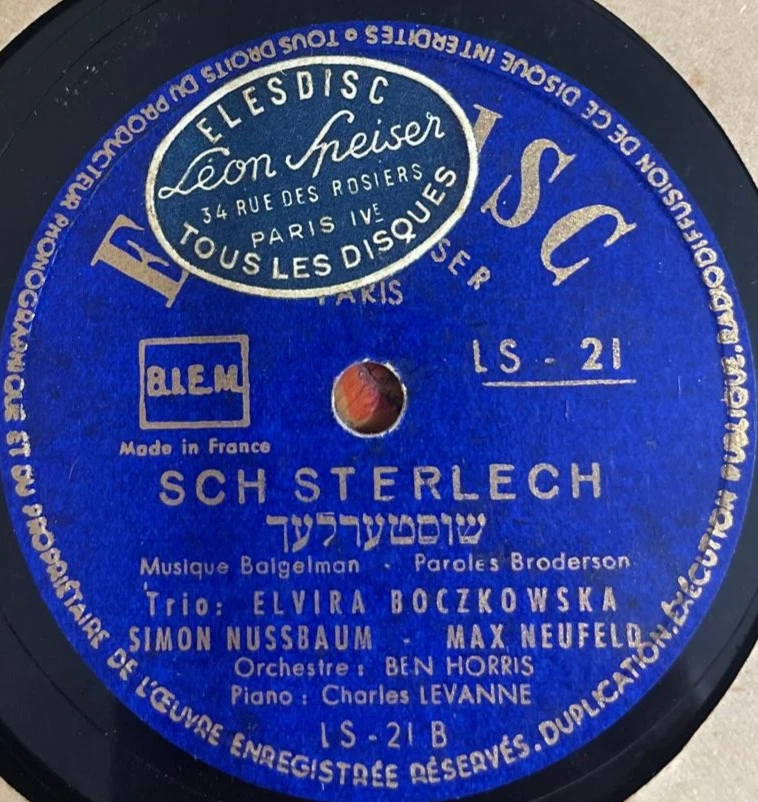 ELESDISC
Léon Speiser
34 RUE DES ROSIERS
PARIS IVE
TOUS LES DISQUES
E ISC
SER
PARIS
B.I.E.M
LS - 21
Made in France
SCH STERLECH
שוסטערלעך
Musique Baigelman - Paroles Broderson
Trio: ELVIRA BOCZKOWSKA
SIMON NUSSBAUM - MAX NEUFELD
Orchestre : BEN HORRIS
Piano : Charles LEVANNE
LS-21 B
TOUS DROITS DU PRODUCTEUR PHONOGRAPHIQUE ET DU PROPRIÉTAIRE DE L'ŒUVRE ENREGISTRÉE RÉSERVÉS. DUPLICATION. EXÉCUTION PUBLIQUE. RADIODIFFUSION DE CE DISQUE INTERDITES